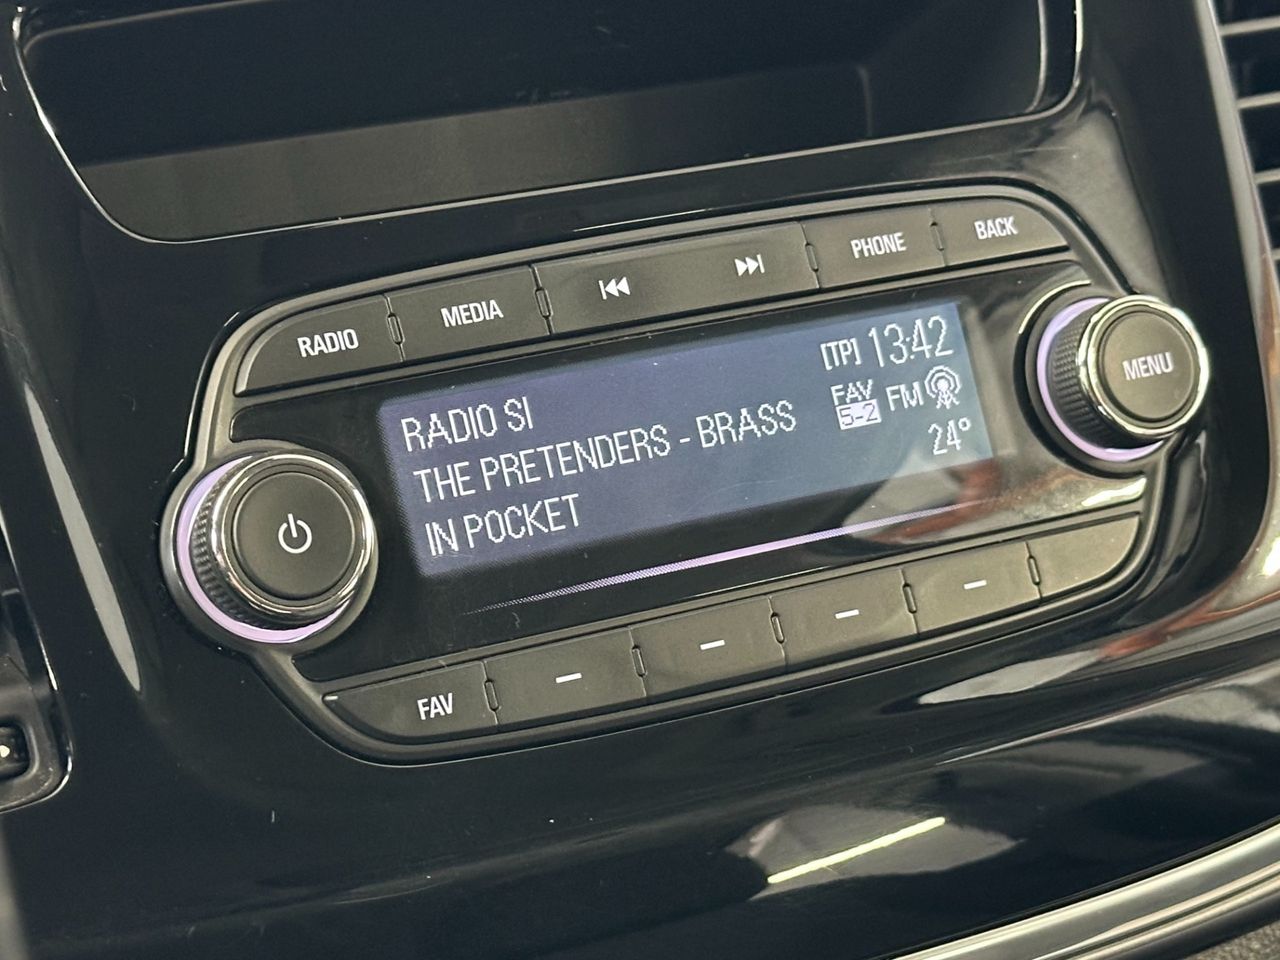 RADIO
MEDIA
PHONE
BACK
MENU
[TP] 13:42
RADIO SI
FAV
5-2
FM
THE PRETENDERS - BRASS
24°
IN POCKET
FAV